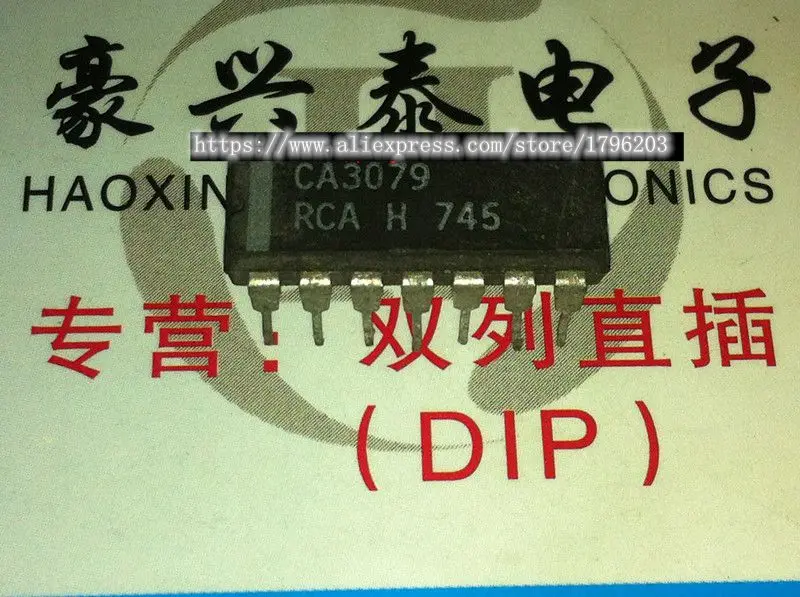 豪兴泰电子
https://www.aliexpress.com/store/1796203
CA3079
HAOXIN ONICS
RCA H 745
专营：双列直插
(DIP)